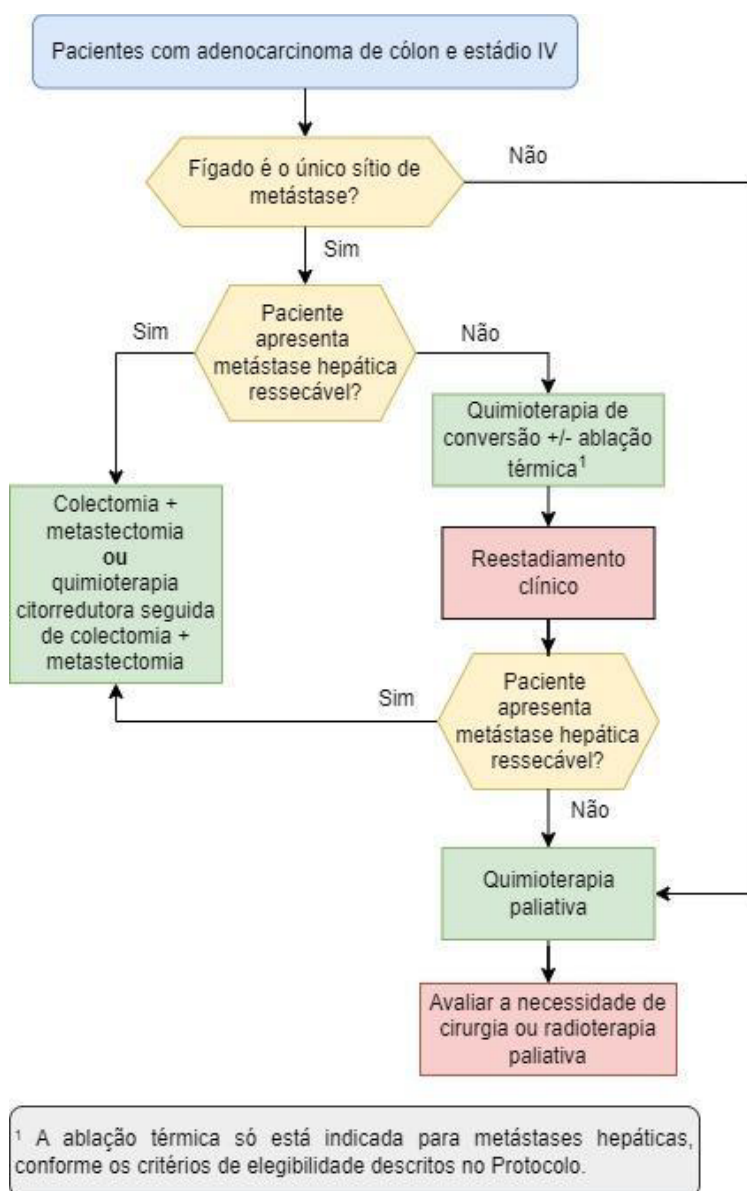 Pacientes com adenocarcinoma de cólon e estádio IV
Fígado é o único sítio de
metástase?
Não
Sim
Paciente
apresenta
metástase hepática
ressecável?
Sim
Não
Quimioterapia de
conversão +/- ablação
térmica¹
Colectomia +
metastectomia
ou
quimioterapia
citorredutora seguida
de colectomia +
metastectomia
Reestadiamento
clínico
Paciente
apresenta
metástase hepática
ressecável?
Sim
Não
Quimioterapia
paliativa
Avaliar a necessidade de
cirurgia ou radioterapia
paliativa
¹ A ablação térmica só está indicada para metástases hepáticas,
conforme os critérios de elegibilidade descritos no Protocolo.